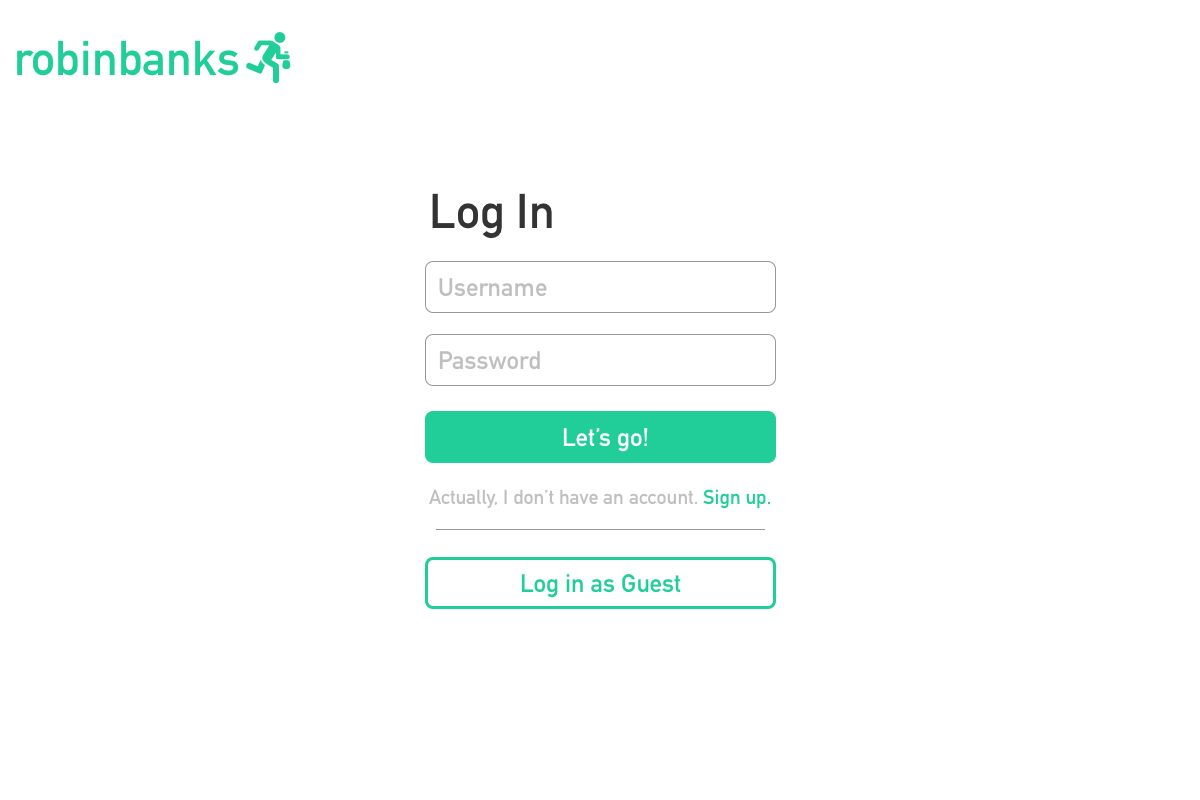 robinbanks
Log In
Username
Password
Let’s go!
Actually, I don’t have an account. Sign up.
Log in as Guest